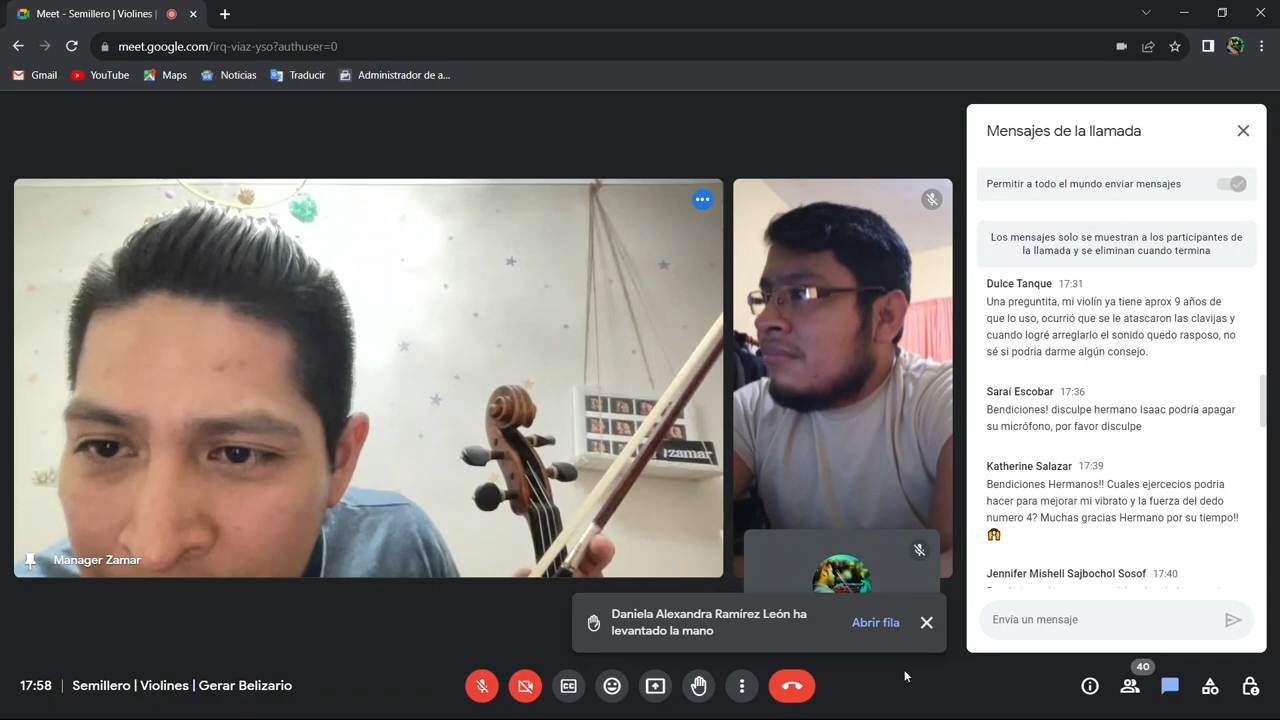 Meet - Semillero | Violines |
meet.google.com/irq-viaz-yso?authuser=0
Gmail
YouTube
Maps
Noticias
Traducir
Administrador de a...
Mensajes de la llamada
Permitir a todo el mundo enviar mensajes
Los mensajes solo se muestran a los participantes de
la llamada y se eliminan cuando termina
Dulce Tanque 17:31
Una preguntita, mi violín ya tiene aprox 9 años de
que lo uso, ocurrió que se le atascaron las clavijas y
cuando logré arreglarlo el sonido quedo rasposo, no
sé si podria darme algún consejo.
Saraí Escobar 17:36
Bendiciones! disculpe hermano Isaac podría apagar
su micrófono, por favor disculpe
Katherine Salazar 17:39
Bendiciones Hermanos!! Cuales ejercecios podria
hacer para mejorar mi vibrato y la fuerza del dedo
numero 4? Muchas gracias Hermano por su tiempo!!
Jennifer Mishell Sajbochol Sosof 17:40
Envía un mensaje
zamar
Manager Zamar
Daniela Alexandra Ramírez León ha
levantado la mano
Abrir fila
17:58 | Semillero | Violines | Gerar Belizario
CC
40